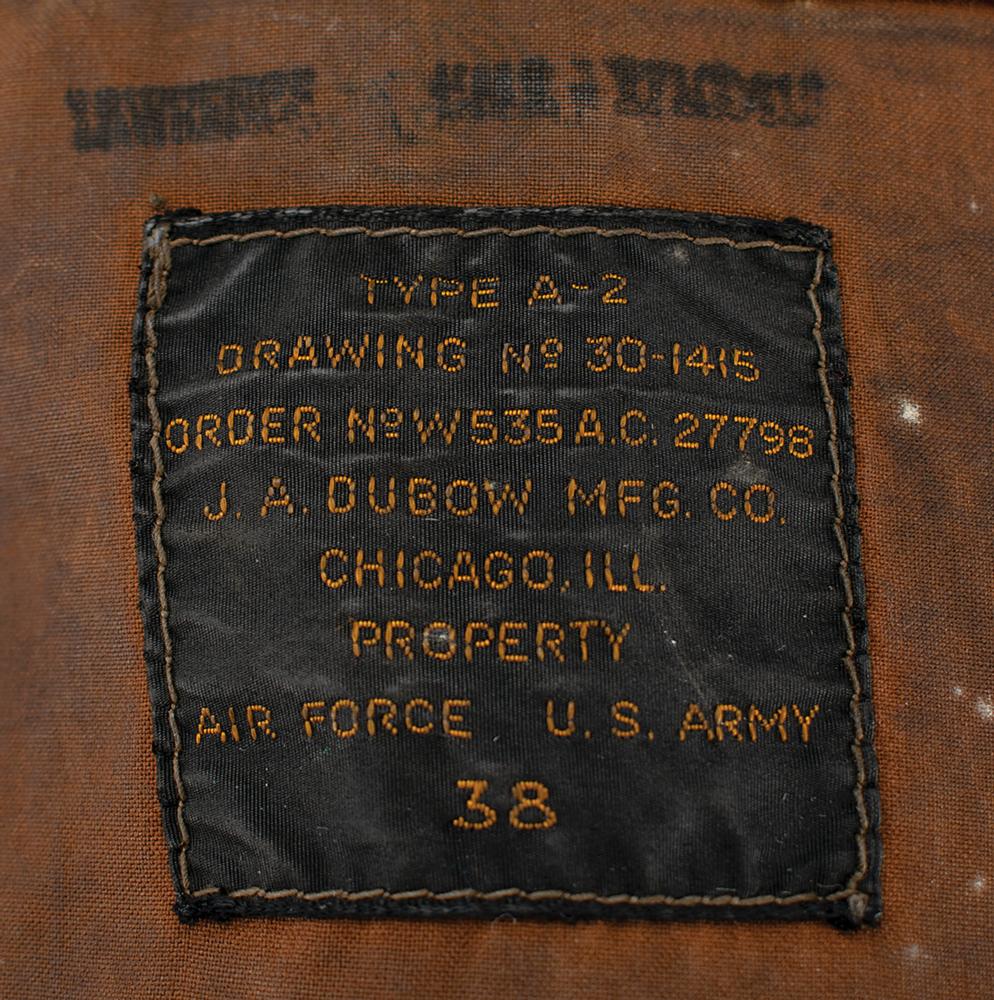 TYPE A-2
DRAWING Nº 30-1415
ORDER Nº W535 A.C. 27798
J. A. DUBOW MFG. CO.
CHICAGO, ILL.
PROPERTY
AIR FORCE U. S. ARMY
38